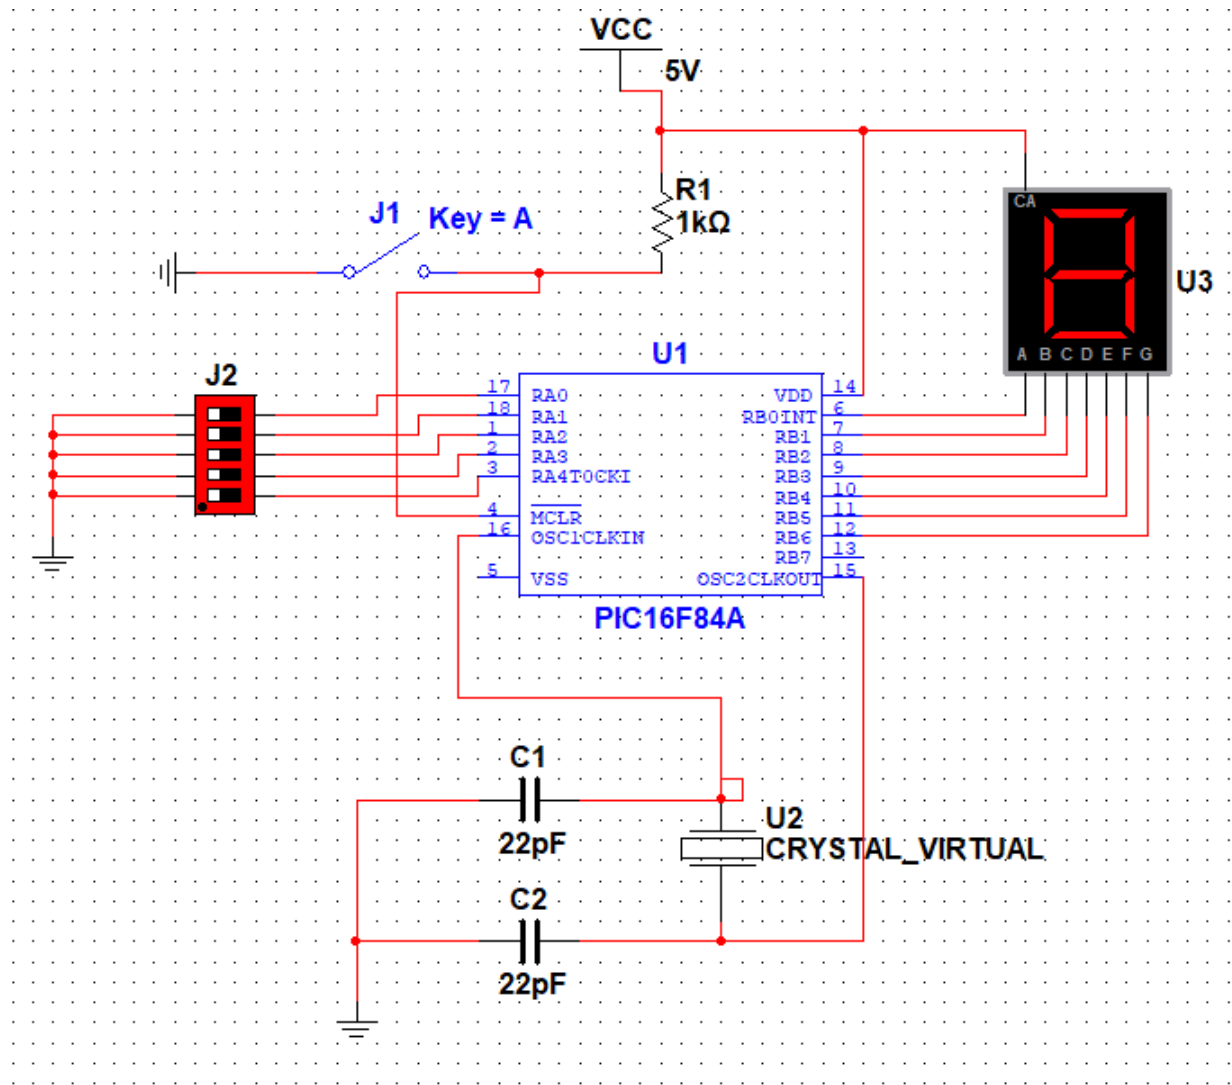 VCC
5V
R1
1kΩ
J1
Key = A
CA
U3
A B C D E F G
J2
U1
17 RA0
18 RA1
1 RA2
2 RA3
3 RA4T0CKI
4 MCLR
16 OSC1CLKIN
5 VSS
VDD 14
RB0INT 6
RB1 7
RB2 8
RB3 9
RB4 10
RB5 11
RB6 12
RB7 13
OSC2CLKOUT 15
PIC16F84A
C1
22pF
U2
CRYSTAL_VIRTUAL
C2
22pF